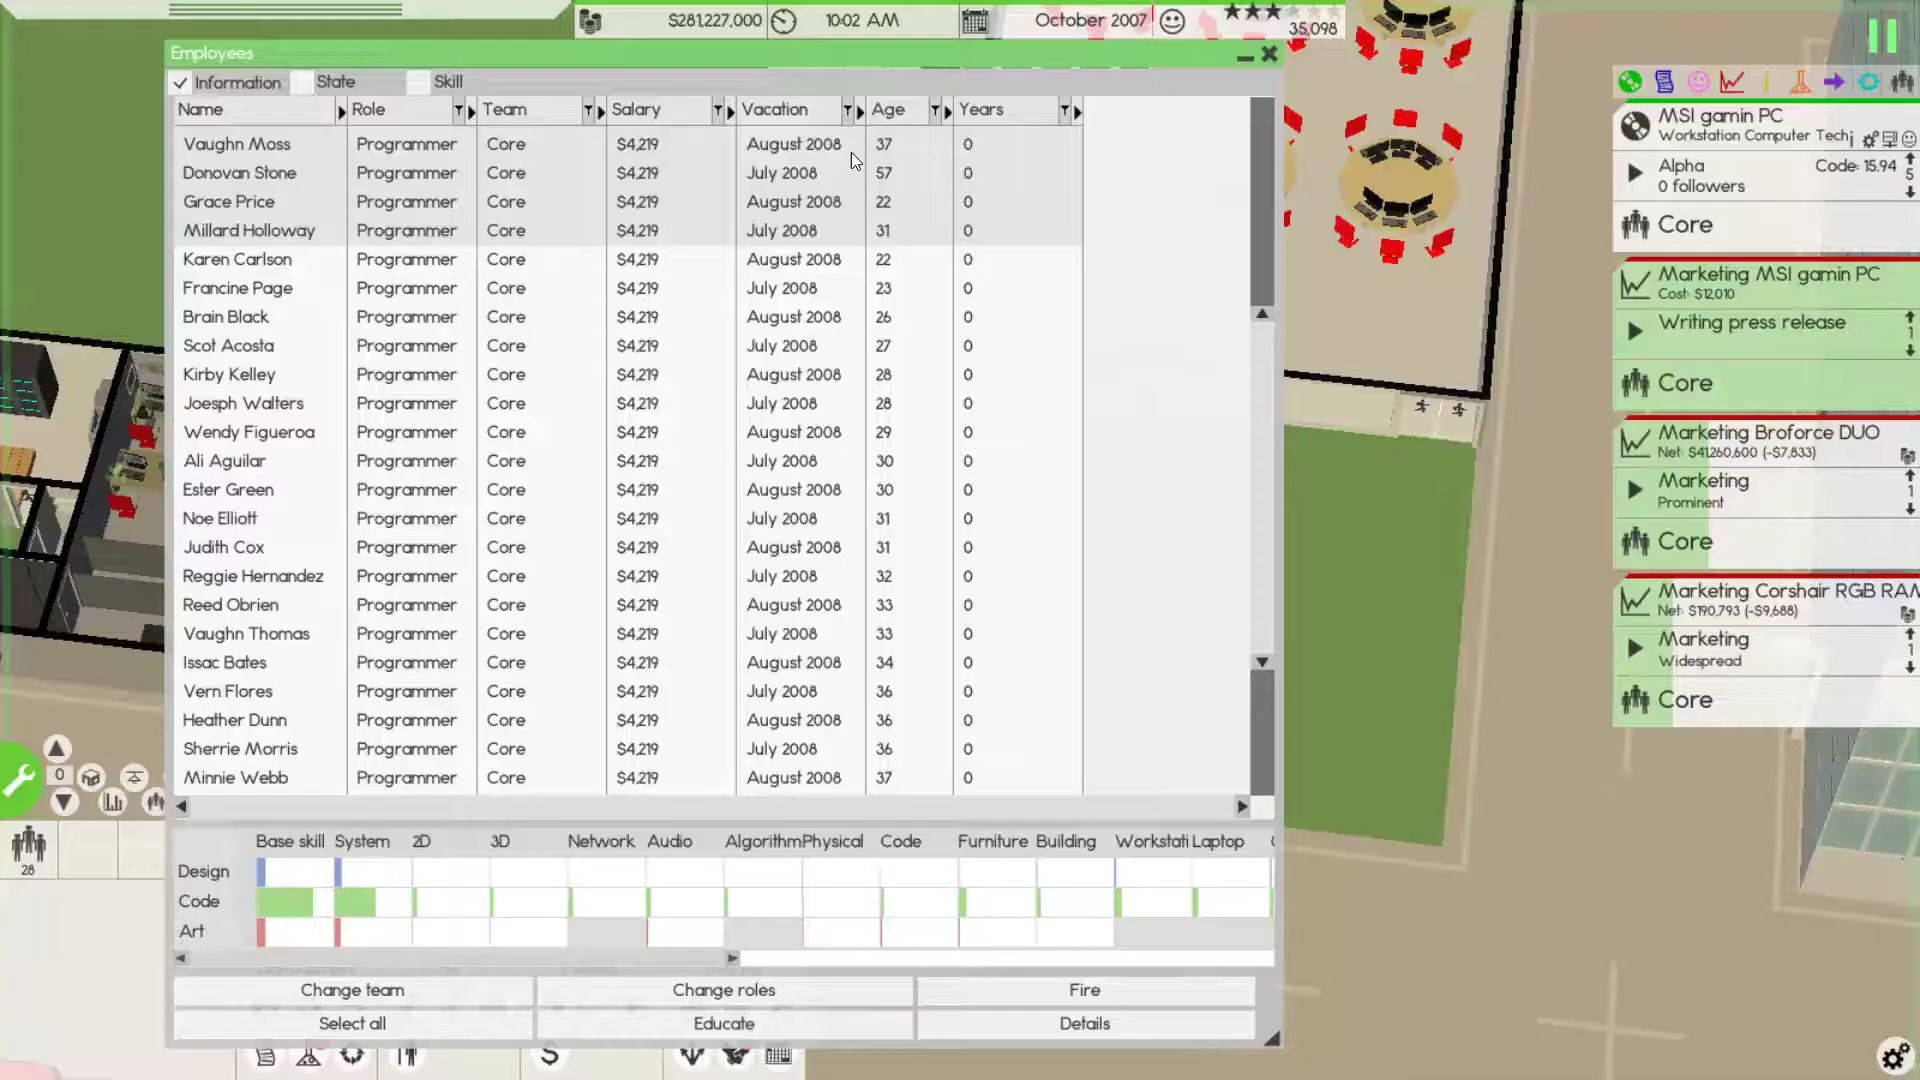 $281,227,000
10:02 AM
October 2007
35,098
Employees
Information
State
Skill
Name Role Team Salary Vacation Age Years
Vaughn Moss Programmer Core $4,219 August 2008 37 0
Donovan Stone Programmer Core $4,219 July 2008 57 0
Grace Price Programmer Core $4,219 August 2008 22 0
Millard Holloway Programmer Core $4,219 July 2008 31 0
Karen Carlson Programmer Core $4,219 August 2008 22 0
Francine Page Programmer Core $4,219 July 2008 23 0
Brain Black Programmer Core $4,219 August 2008 26 0
Scot Acosta Programmer Core $4,219 July 2008 27 0
Kirby Kelley Programmer Core $4,219 August 2008 28 0
Joesph Walters Programmer Core $4,219 July 2008 28 0
Wendy Figueroa Programmer Core $4,219 August 2008 29 0
Ali Aguilar Programmer Core $4,219 July 2008 30 0
Ester Green Programmer Core $4,219 August 2008 30 0
Noe Elliott Programmer Core $4,219 July 2008 31 0
Judith Cox Programmer Core $4,219 August 2008 31 0
Reggie Hernandez Programmer Core $4,219 July 2008 32 0
Reed Obrien Programmer Core $4,219 August 2008 33 0
Vaughn Thomas Programmer Core $4,219 July 2008 33 0
Issac Bates Programmer Core $4,219 August 2008 34 0
Vern Flores Programmer Core $4,219 July 2008 36 0
Heather Dunn Programmer Core $4,219 August 2008 36 0
Sherrie Morris Programmer Core $4,219 July 2008 36 0
Minnie Webb Programmer Core $4,219 August 2008 37 0
Base skill System 2D 3D Network Audio Algorithm Physical Code Furniture Building Workstati Laptop
Design
Code
Art
Change team Change roles Fire
Select all Educate Details
0
28
MSI gamin PC
Workstation Computer Tech
Alpha Code: 15.94
0 followers
5
Core
Marketing MSI gamin PC
Cost: $12,010
Writing press release
1
Core
Marketing Broforce DUO
Net: $41,260,600 (-$7,833)
Marketing
1
Prominent
Core
Marketing Corshair RGB RAM
Net: $190,793 (-$9,688)
Marketing
1
Widespread
Core